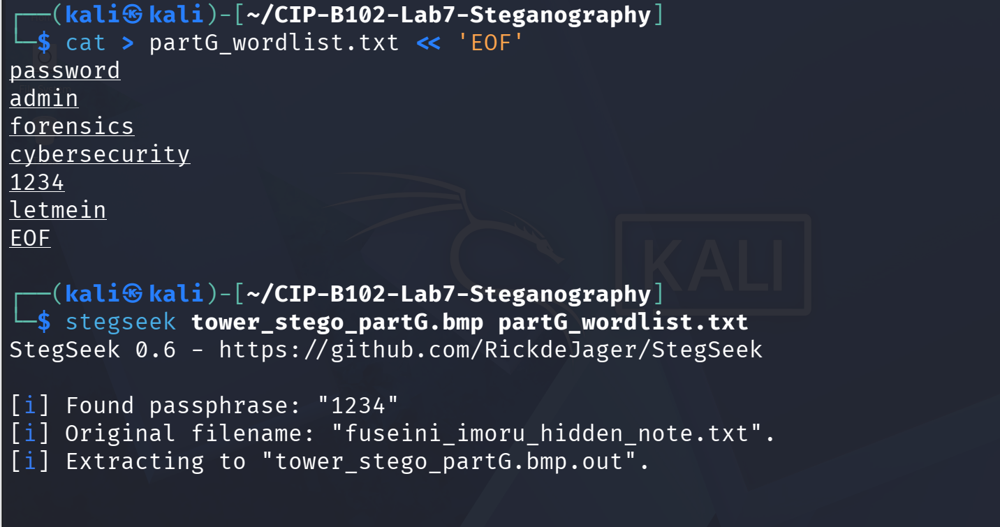 ┌──(kali㉿kali)-[~/CIP-B102-Lab7-Steganography]
└─$ cat > partG_wordlist.txt << 'EOF'
password
admin
forensics
cybersecurity
1234
letmein
EOF
┌──(kali㉿kali)-[~/CIP-B102-Lab7-Steganography]
└─$ stegseek tower_stego_partG.bmp partG_wordlist.txt
StegSeek 0.6 - https://github.com/RickdeJager/StegSeek
[i] Found passphrase: "1234"
[i] Original filename: "fuseini_imoru_hidden_note.txt".
[i] Extracting to "tower_stego_partG.bmp.out".
KALI